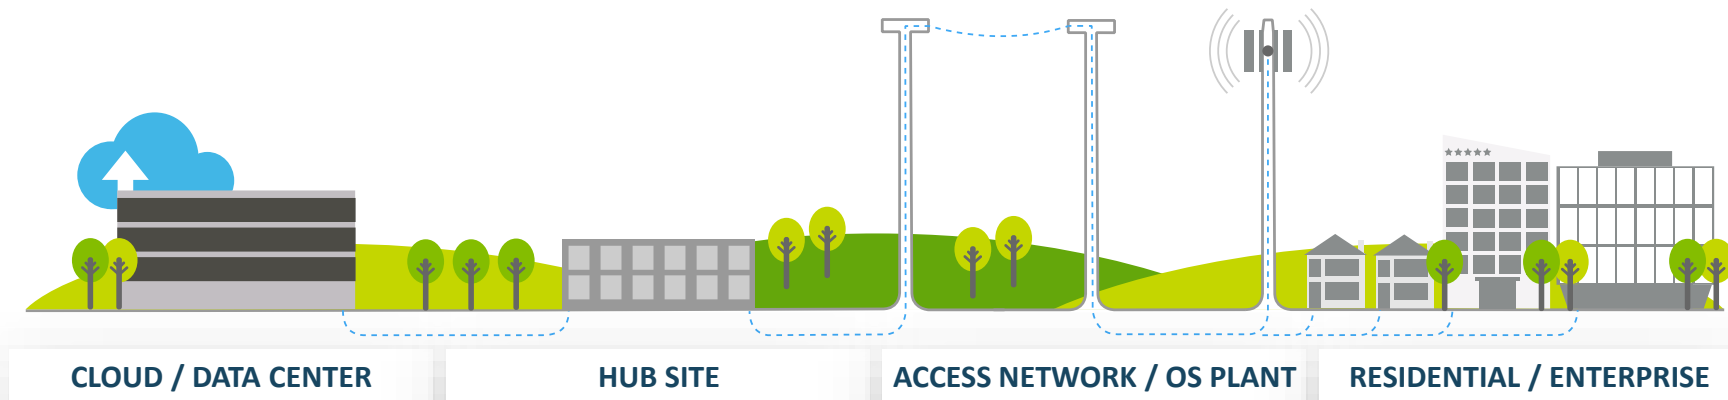 CLOUD / DATA CENTER
HUB SITE
ACCESS NETWORK / OS PLANT
RESIDENTIAL / ENTERPRISE